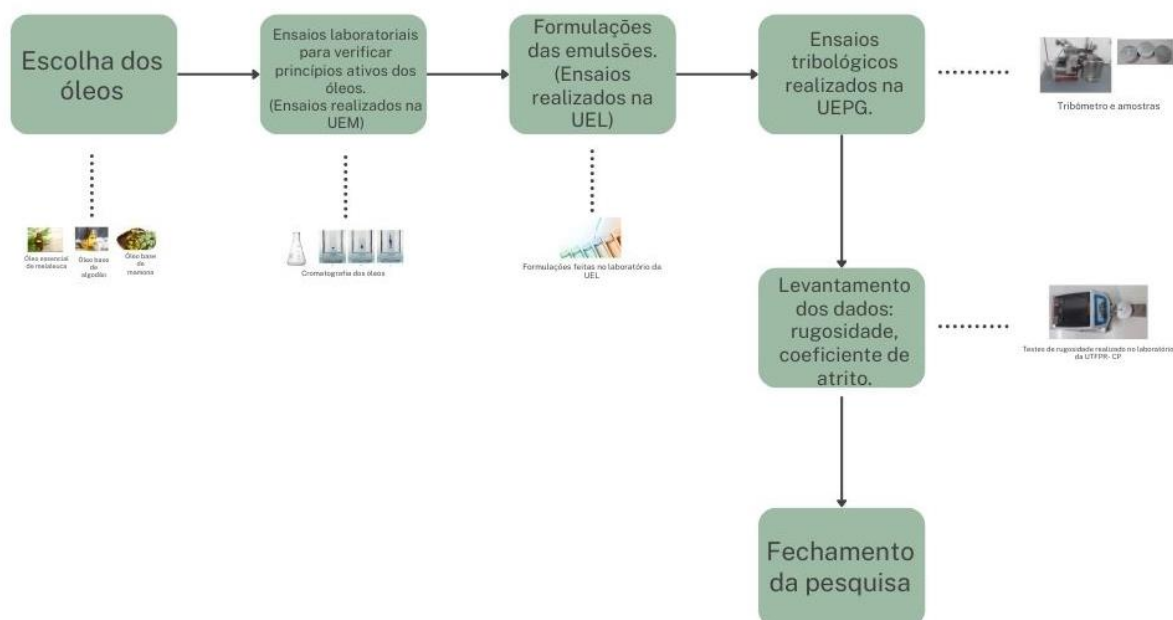 Escolha dos
óleos
Ensaios laboratoriais
para verificar
princípios ativos dos
óleos.
(Ensaios realizados na
UEM)
Formulações
das emulsões.
(Ensaios
realizados na
UEL)
Ensaios
tribológicos
realizados na
UEPG.
Tribômetro e amostras
Óleo essencial
de melaleuca
Óleo base
de
algodão
Óleo base
de
mamona
Cromatografia dos óleos
Formulações feitas no laboratório da
UEL
Levantamento
dos dados:
rugosidade,
coeficiente de
atrito.
Testes de rugosidade realizado no laboratório
da UTFPR- CP
Fechamento
da pesquisa